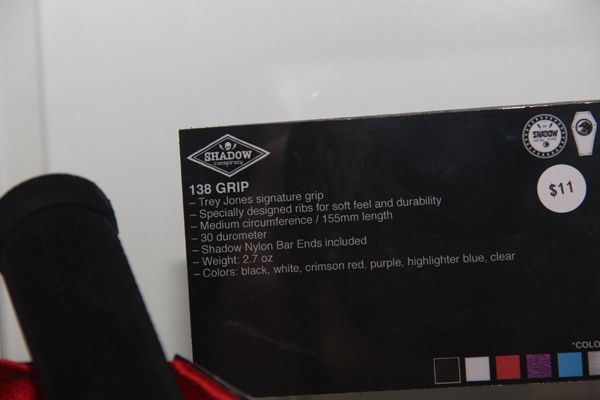 SHADOW
conspiracy
SHADOW
$11
138 GRIP
– Trey Jones signature grip
– Specially designed ribs for soft feel and durability
– Medium circumference / 155mm length
– 30 durometer
– Shadow Nylon Bar Ends included
– Weight: 2.7 oz
– Colors: black, white, crimson red, purple, highlighter blue, clear